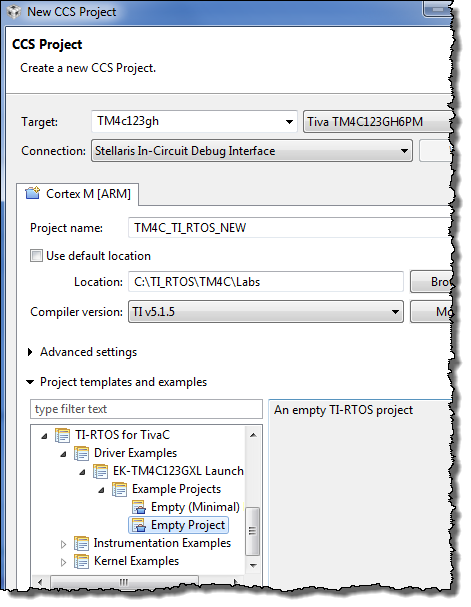 New CCS Project
CCS Project
Create a new CCS Project.
Target: TM4c123gh Tiva TM4C123GH6PM
Connection: Stellaris In-Circuit Debug Interface
Cortex M [ARM]
Project name: TM4C_TI_RTOS_NEW
Use default location
Location: C:\TI_RTOS\TM4C\Labs Bro
Compiler version: TI v5.1.5 Mo
Advanced settings
Project templates and examples
type filter text
An empty TI-RTOS project
TI-RTOS for TivaC
Driver Examples
EK-TM4C123GXL Launch
Example Projects
Empty (Minimal)
Empty Project
Instrumentation Examples
Kernel Examples